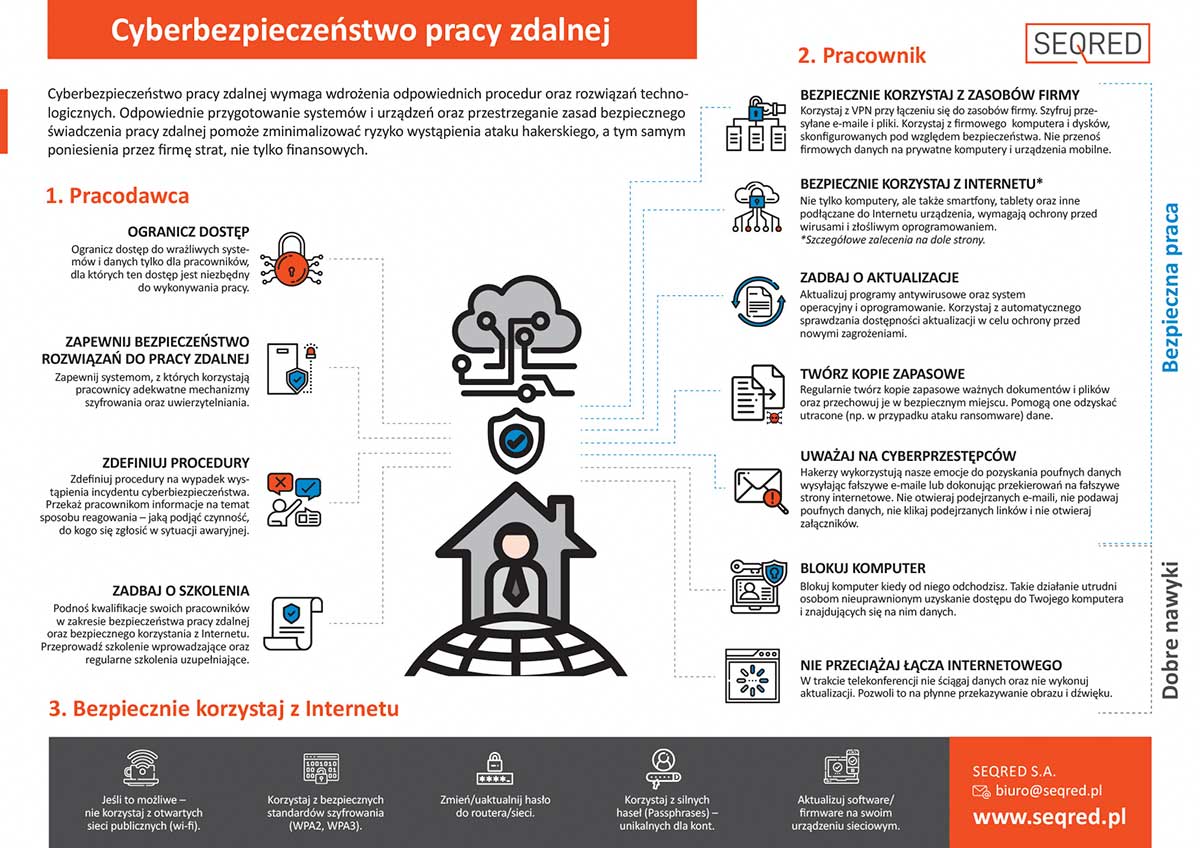 Cyberbezpieczeństwo pracy zdalnej
SEQRED
Cyberbezpieczeństwo pracy zdalnej wymaga wdrożenia odpowiednich procedur oraz rozwiązań techno-
logicznych. Odpowiednie przygotowanie systemów i urządzeń oraz przestrzeganie zasad bezpiecznego
świadczenia pracy zdalnej pomoże zminimalizować ryzyko wystąpienia ataku hakerskiego, a tym samym
poniesienia przez firmę strat, nie tylko finansowych.
1. Pracodawca
OGRANICZ DOSTĘP
Ogranicz dostęp do wrażliwych syste-
mów i danych tylko dla pracowników,
dla których ten dostęp jest niezbędny
do wykonywania pracy.
ZAPEWNIJ BEZPIECZEŃSTWO
ROZWIĄZAŃ DO PRACY ZDALNEJ
Zapewnij systemom, z których korzystają
pracownicy adekwatne mechanizmy
szyfrowania oraz uwierzytelniania.
ZDEFINIUJ PROCEDURY
Zdefiniuj procedury na wypadek wys-
tąpienia incydentu cyberbiezpieczeństwa.
Przekaż pracownikom informacje na temat
sposobu reagowania – jaką podjąć czynność,
do kogo się zgłosić w sytuacji awaryjnej.
ZADBAJ O SZKOLENIA
Podnoś kwalifikacje swoich pracowników
w zakresie bezpieczeństwa pracy zdalnej
oraz bezpiecznego korzystania z Internetu.
Przeprowadź szkolenie wprowadzające oraz
regularne szkolenia uzupełniające.
2. Pracownik
BEZPIECZNIE KORZYSTAJ Z ZASOBÓW FIRMY
Korzystaj z VPN przy łączeniu się do zasobów firmy. Szyfruj prze-
syłane e-maile i pliki. Korzystaj z firmowego komputera i dysków,
skonfigurowanych pod względem bezpieczeństwa. Nie przenoś
firmowych danych na prywatne komputery i urządzenia mobilne.
BEZPIECZNIE KORZYSTAJ Z INTERNETU*
Nie tylko komputery, ale także smartfony, tablety oraz inne
podłączane do Internetu urządzenia, wymagają ochrony przed
wirusami i złośliwym oprogramowaniem.
*Szczegółowe zalecenia na dole strony.
ZADBAJ O AKTUALIZACJE
Aktualizuj programy antywirusowe oraz system
operacyjny i oprogramowanie. Korzystaj z automatycznego
sprawdzania dostępności aktualizacji w celu ochrony przed
nowymi zagrożeniami.
TWÓRZ KOPIE ZAPASOWE
Regularnie twórz kopie zapasowe ważnych dokumentów i plików
oraz przechowuj je w bezpiecznym miejscu. Pomogą one odzyskać
utracone (np. w przypadku ataku ransomware) dane.
UWAŻAJ NA CYBERPRZESTĘPCÓW
Hakerzy wykorzystują nasze emocje do pozyskania poufnych danych
wysyłając fałszywe e-maile lub dokonując przekierowań na fałszywe
strony internetowe. Nie otwieraj podejrzanych e-maili, nie podawaj
poufnych danych, nie klikaj podejrzanych linków i nie otwieraj
załączników.
BLOKUJ KOMPUTER
Blokuj komputer kiedy od niego odchodzisz. Takie działanie utrudni
osobom nieuprawnionym uzyskanie dostępu do Twojego komputera
i znajdujących się na nim danych.
NIE PRZECIĄŻAJ ŁĄCZA INTERNETOWEGO
W trakcie telekonferencji nie ściągaj danych oraz nie wykonuj
aktualizacji. Pozwoli to na płynne przekazywanie obrazu i dźwięku.
Bezpieczna praca
Dobre nawyki
3. Bezpiecznie korzystaj z Internetu
Jeśli to możliwe –
nie korzystaj z otwartych
sieci publicznych (wi-fi).
Korzystaj z bezpiecznych
standardów szyfrowania
(WPA2, WPA3).
Zmień/uaktualnij hasło
do routera/sieci.
Korzystaj z silnych
haseł (Passphrases) –
unikalnych dla kont.
Aktualizuj software/
firmware na swoim
urządzeniu sieciowym.
SEQRED S.A.
biuro@seqred.pl
www.seqred.pl